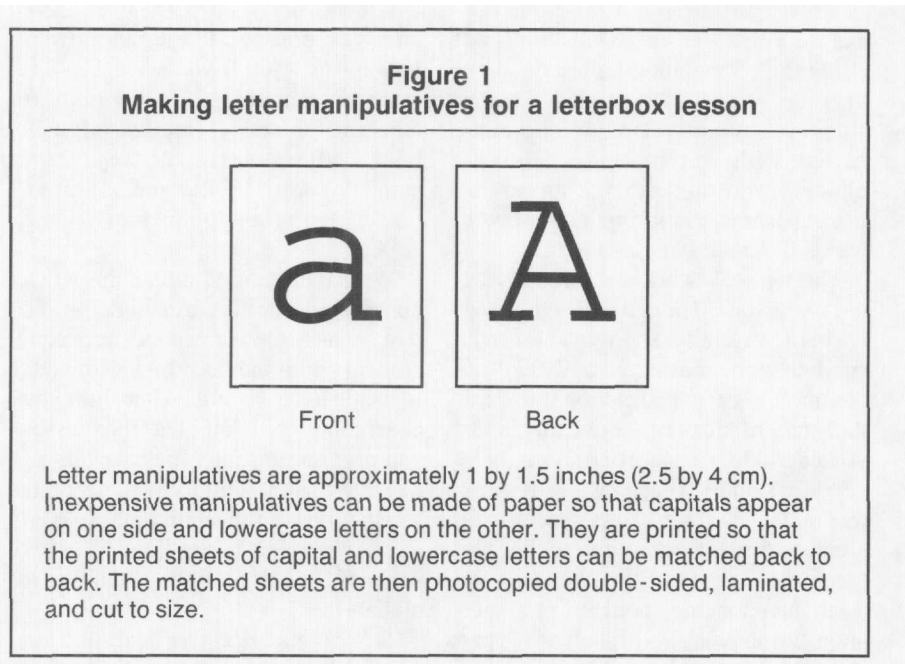 Figure 1
Making letter manipulatives for a letterbox lesson
a A
Front Back
Letter manipulatives are approximately 1 by 1.5 inches (2.5 by 4 cm).
Inexpensive manipulatives can be made of paper so that capitals appear
on one side and lowercase letters on the other. They are printed so that
the printed sheets of capital and lowercase letters can be matched back to
back. The matched sheets are then photocopied double-sided, laminated,
and cut to size.